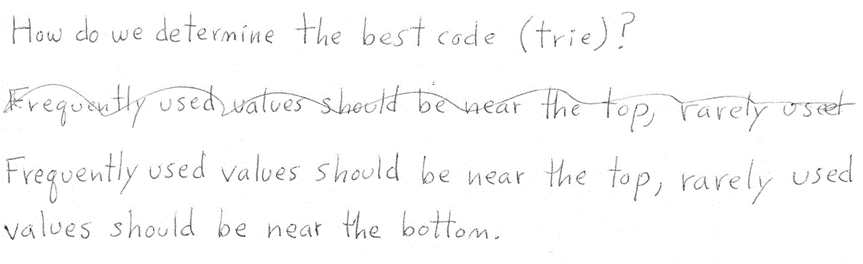 How do we determine the best code (trie)?
Frequently used values should be near the top, rarely used
Frequently used values should be near the top, rarely used
values should be near the bottom.